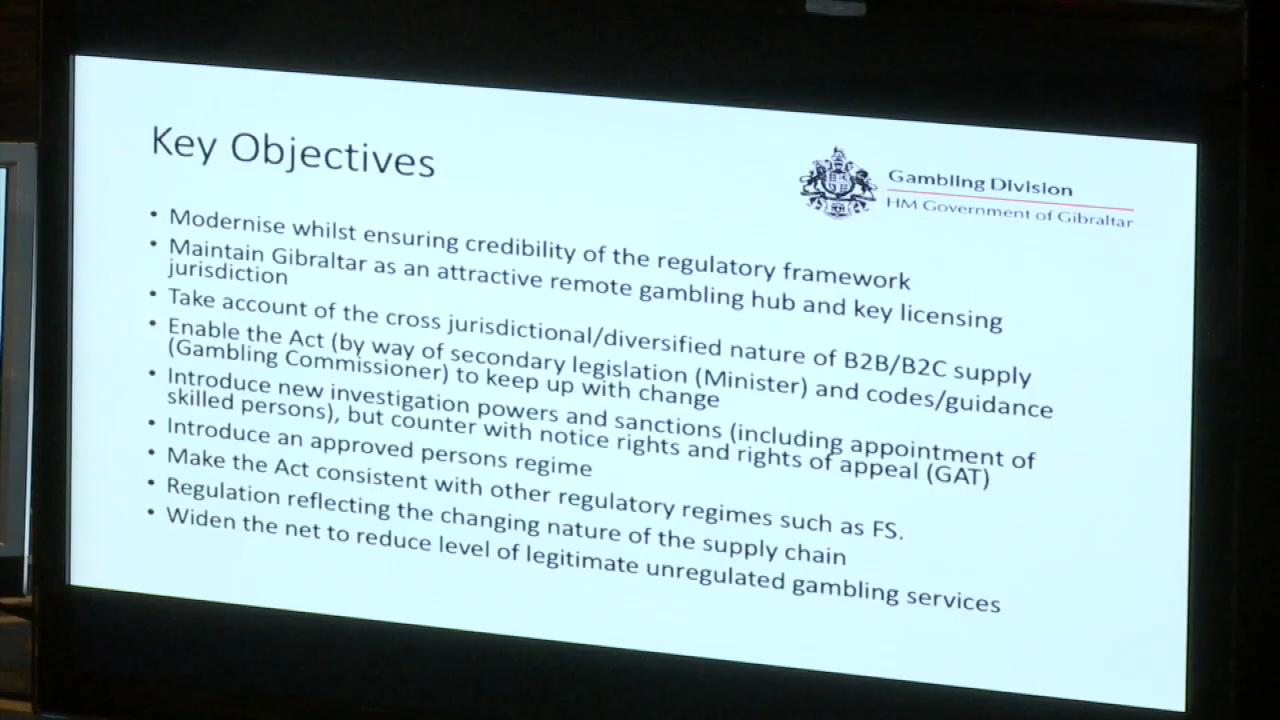 Key Objectives
Gambling Division
HM Government of Gibraltar
• Modernise whilst ensuring credibility of the regulatory framework
• Maintain Gibraltar as an attractive remote gambling hub and key licensing
jurisdiction
• Take account of the cross jurisdictional/diversified nature of B2B/B2C supply
• Enable the Act (by way of secondary legislation (Minister) and codes/guidance
(Gambling Commissioner) to keep up with change
• Introduce new investigation powers and sanctions (including appointment of
skilled persons), but counter with notice rights and rights of appeal (GAT)
• Introduce an approved persons regime
• Make the Act consistent with other regulatory regimes such as FS.
• Regulation reflecting the changing nature of the supply chain
• Widen the net to reduce level of legitimate unregulated gambling services